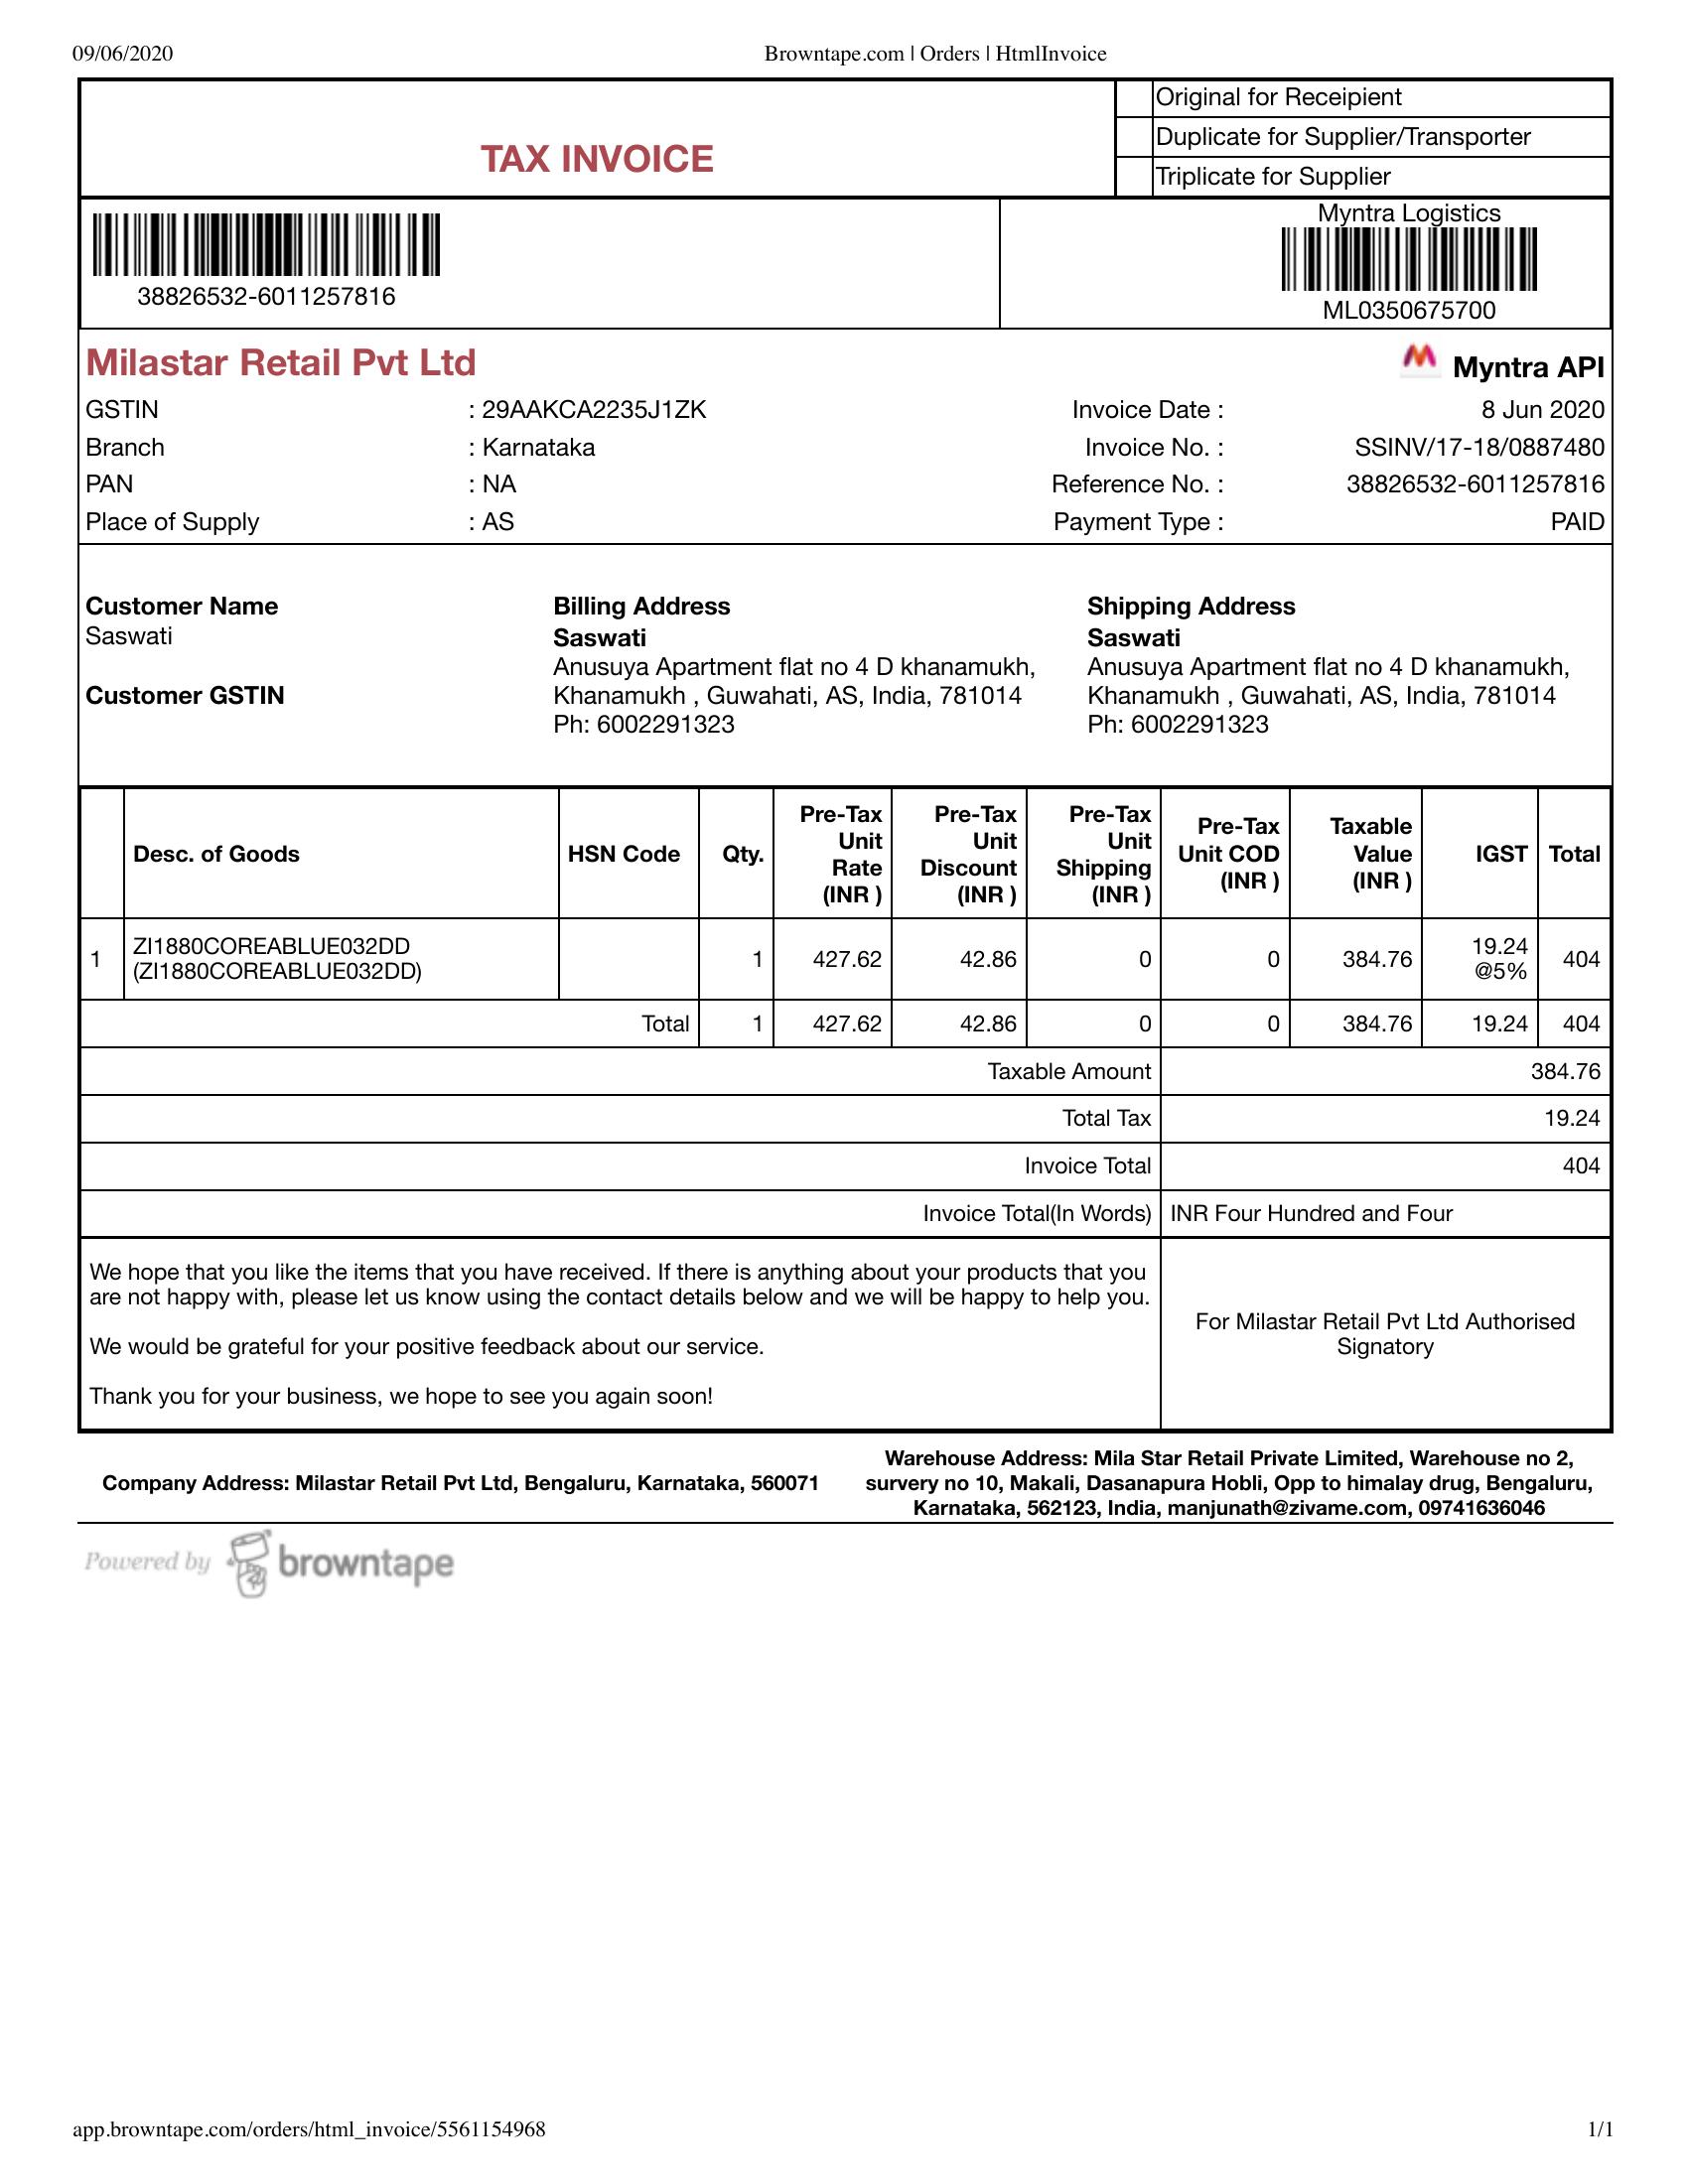 09/06/2020 Browntape.com | Orders | HtmlInvoice
TAX INVOICE
Original for Receipient
Duplicate for Supplier/Transporter
Triplicate for Supplier
38826532-6011257816
Myntra Logistics
ML0350675700
Milastar Retail Pvt Ltd
Myntra API
GSTIN : 29AAKCA2235J1ZK Invoice Date : 8 Jun 2020
Branch : Karnataka Invoice No. : SSINV/17-18/0887480
PAN : NA Reference No. : 38826532-6011257816
Place of Supply : AS Payment Type : PAID
Customer Name
Saswati
Customer GSTIN
Billing Address
Saswati
Anusuya Apartment flat no 4 D khanamukh,
Khanamukh , Guwahati, AS, India, 781014
Ph: 6002291323
Shipping Address
Saswati
Anusuya Apartment flat no 4 D khanamukh,
Khanamukh , Guwahati, AS, India, 781014
Ph: 6002291323
Desc. of Goods
HSN Code
Qty.
Pre-Tax
Unit
Rate
(INR )
Pre-Tax
Unit
Discount
(INR )
Pre-Tax
Unit
Shipping
(INR )
Pre-Tax
Unit COD
(INR )
Taxable
Value
(INR )
IGST
Total
1
ZI1880COREABLUE032DD
(ZI1880COREABLUE032DD)
1
427.62
42.86
0
0
384.76
19.24
@5%
404
Total 1 427.62 42.86 0 0 384.76 19.24 404
Taxable Amount 384.76
Total Tax 19.24
Invoice Total 404
Invoice Total(In Words) INR Four Hundred and Four
We hope that you like the items that you have received. If there is anything about your products that you
are not happy with, please let us know using the contact details below and we will be happy to help you.
We would be grateful for your positive feedback about our service.
Thank you for your business, we hope to see you again soon!
For Milastar Retail Pvt Ltd Authorised
Signatory
Company Address: Milastar Retail Pvt Ltd, Bengaluru, Karnataka, 560071
Warehouse Address: Mila Star Retail Private Limited, Warehouse no 2,
survery no 10, Makali, Dasanapura Hobli, Opp to himalay drug, Bengaluru,
Karnataka, 562123, India, manjunath@zivame.com, 09741636046
Powered by browntape
app.browntape.com/orders/html_invoice/5561154968 1/1